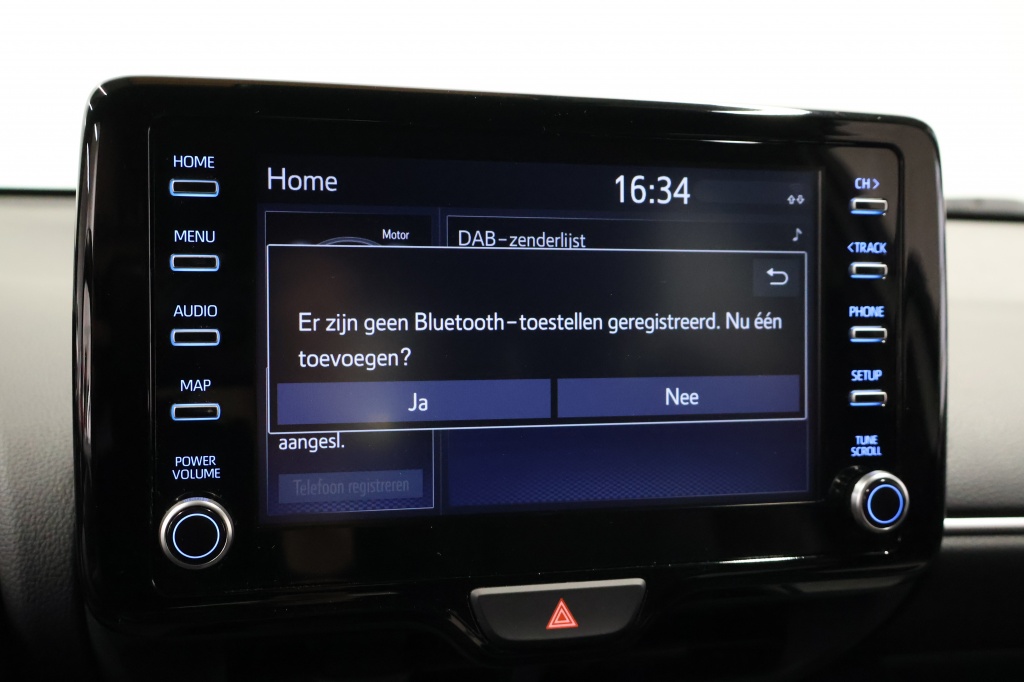 HOME
MENU
AUDIO
MAP
POWER
VOLUME
Home
16:34
Motor
DAB-zenderlijst
Er zijn geen Bluetooth-toestellen geregistreerd. Nu één
toevoegen?
Ja
Nee
aangesl.
Telefoon registreren
CH >
<TRACK
PHONE
SETUP
TUNE
SCROLL